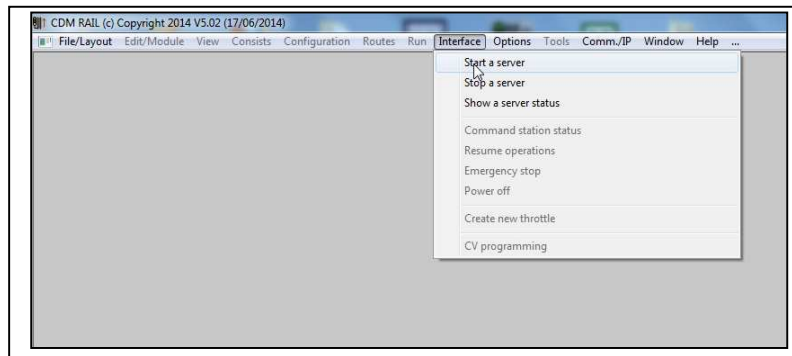 CDM RAIL (c) Copyright 2014 V5.02 (17/06/2014)
File/Layout Edit/Module View Consists Configuration Routes Run Interface Options Tools Comm./IP Window Help ...
Start a server
Stop a server
Show a server status
Command station status
Resume operations
Emergency stop
Power off
Create new throttle
CV programming